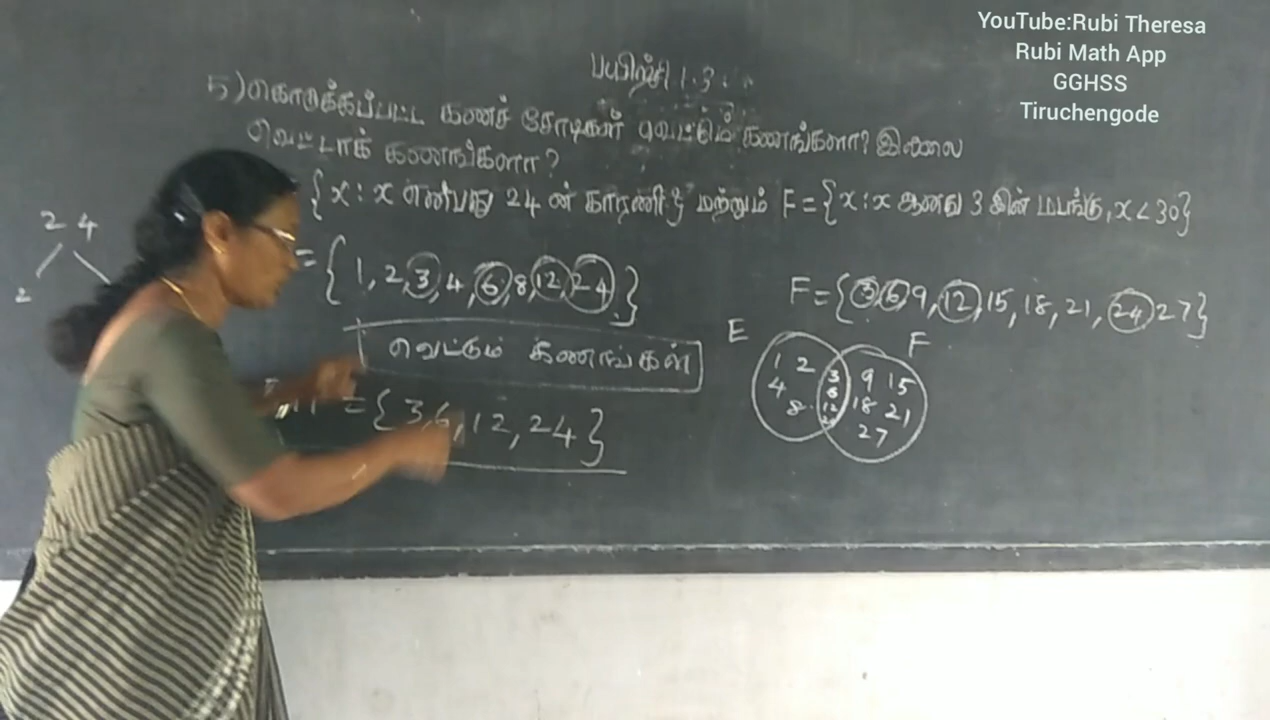 YouTube:Rubi Theresa
Rubi Math App
GGHSS
Tiruchengode
பயிற்சி 1.3
5) கொடுக்கப்பட்ட கணச் சோடிகள் வெட்டும் கணங்களா? இல்லை
வெட்டாக் கணங்களா?
{x : x என்பது 24 ன் காரணி} மற்றும் F = {x : x ஆனது 3 இன் மடங்கு, x < 30}
24
2
= {1, 2, 3, 4, 6, 8, 12, 24}
F = {3, 6, 9, 12, 15, 18, 21, 24, 27}
வெட்டும் கணங்கள்
= {3, 6, 12, 24}
E F
1 2 3 9 15
4 6 18 21
8 12 27
24